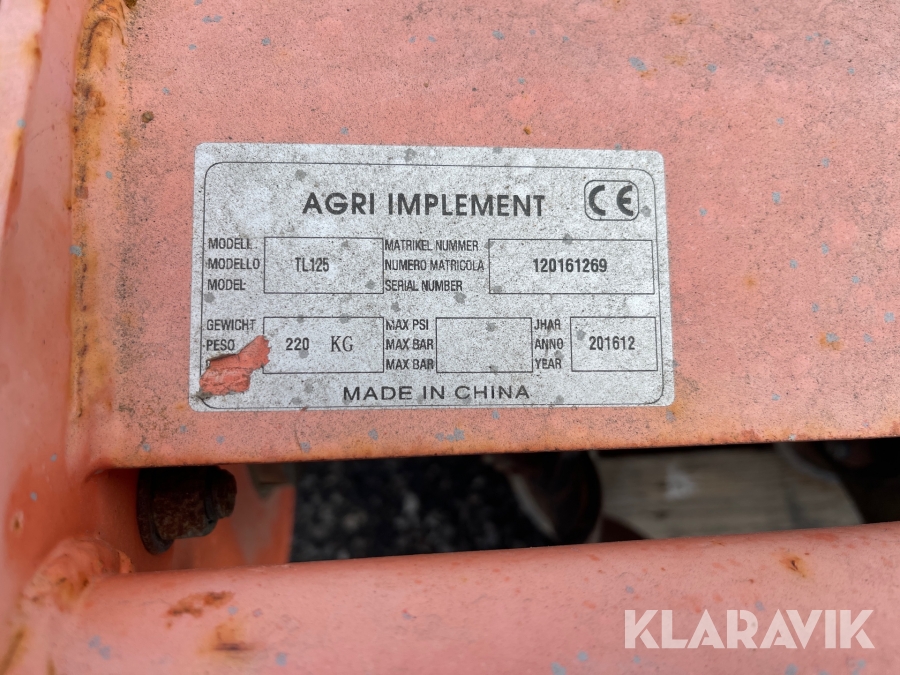 AGRI IMPLEMENT CE
MODELL
MODELLO
MODEL
TL125
MATRIKEL NUMMER
NUMERO MATRICOLA
SERIAL NUMBER
120161269
GEWICHT
PESO
220 KG
MAX PSI
MAX BAR
MAX BAR
JHAR
ANNO
YEAR
201612
MADE IN CHINA
KLARAVIK